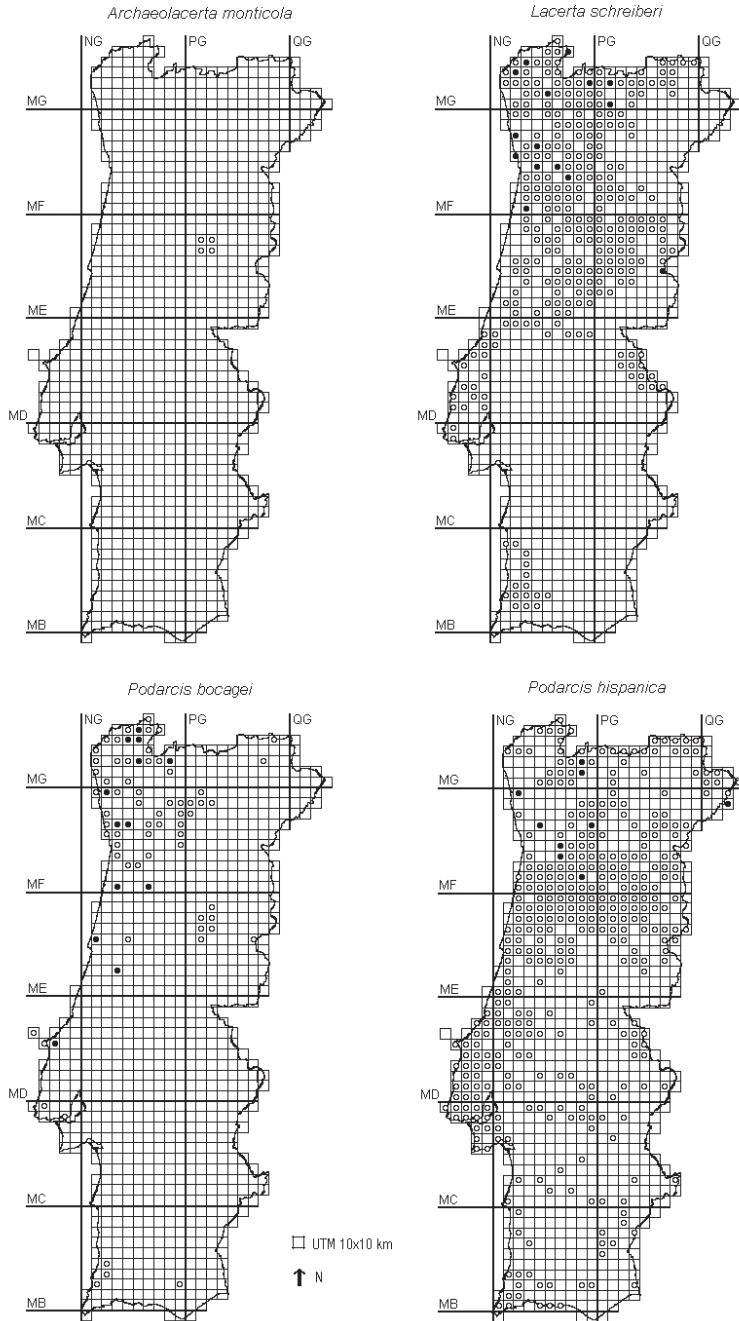 Archaeolacerta monticola
Lacerta schreiberi
NG PG QG
NG PG QG
MG
MG
MF
MF
ME
ME
MD
MD
MC
MC
MB
MB
Podarcis bocagei
Podarcis hispanica
NG PG QG
NG PG QG
MG
MG
MF
MF
ME
ME
MD
MD
MC
MC
UTM 10x10 km
N
MB
MB